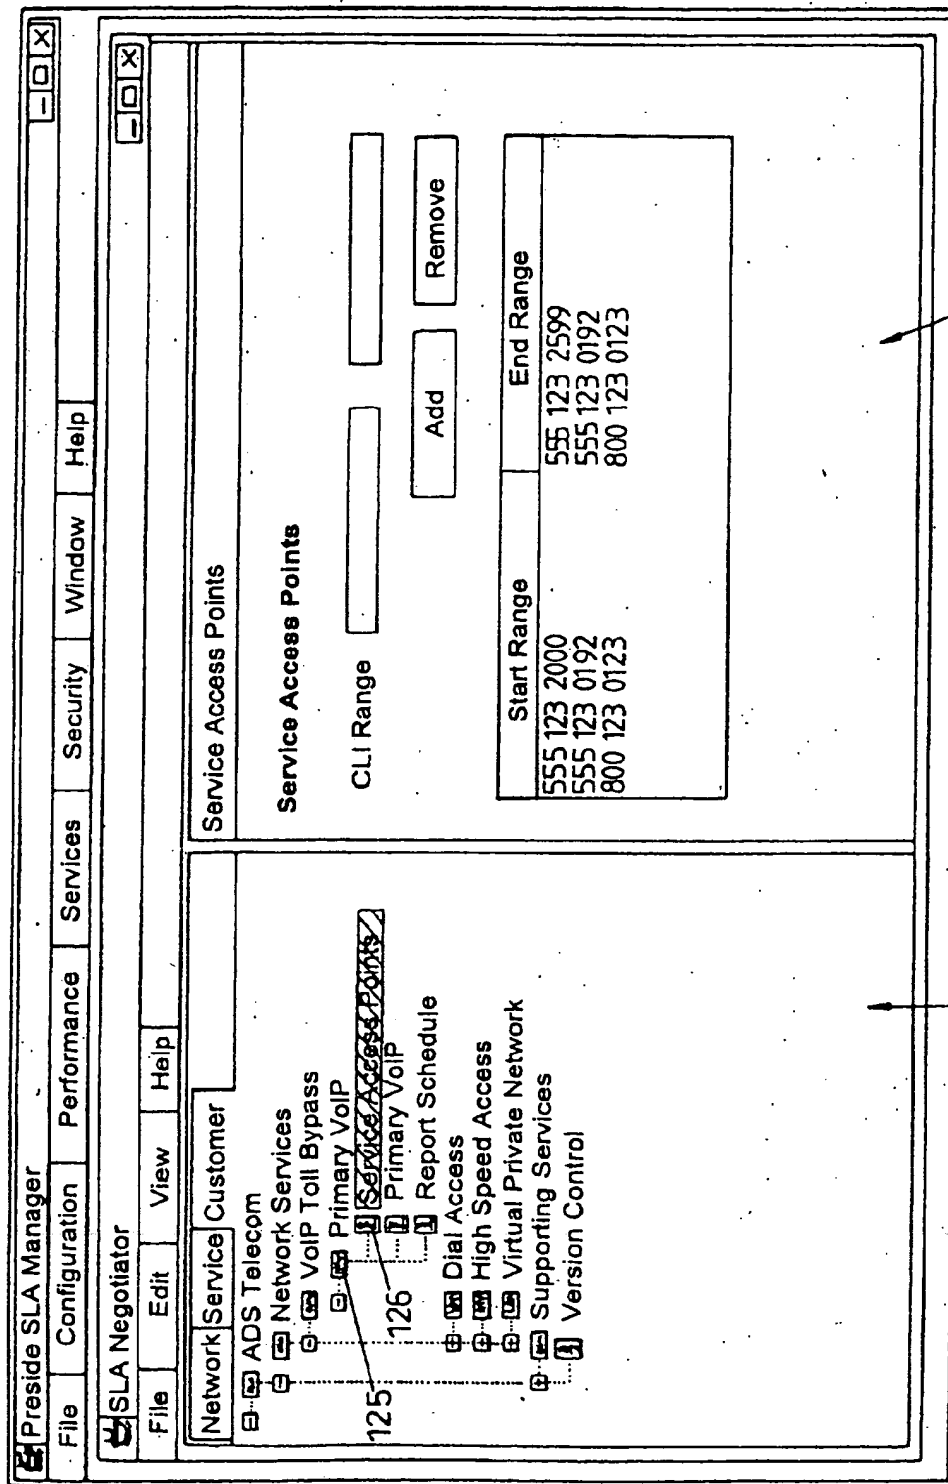 Preside SLA Manager
File Configuration Performance Services Security Window Help
SLA Negotiator
File Edit View Help
Network Service Customer
ADS Telecom
Network Services
VoIP Toll Bypass
Primary VoIP
Service Access Points
Primary VoIP
Report Schedule
Dial Access
High Speed Access
Virtual Private Network
Supporting Services
Version Control
125
126
Service Access Points
Service Access Points
CLI Range
Add Remove
Start Range End Range
555 123 2000 555 123 2599
555 123 0192 555 123 0192
800 123 0123 800 123 0123